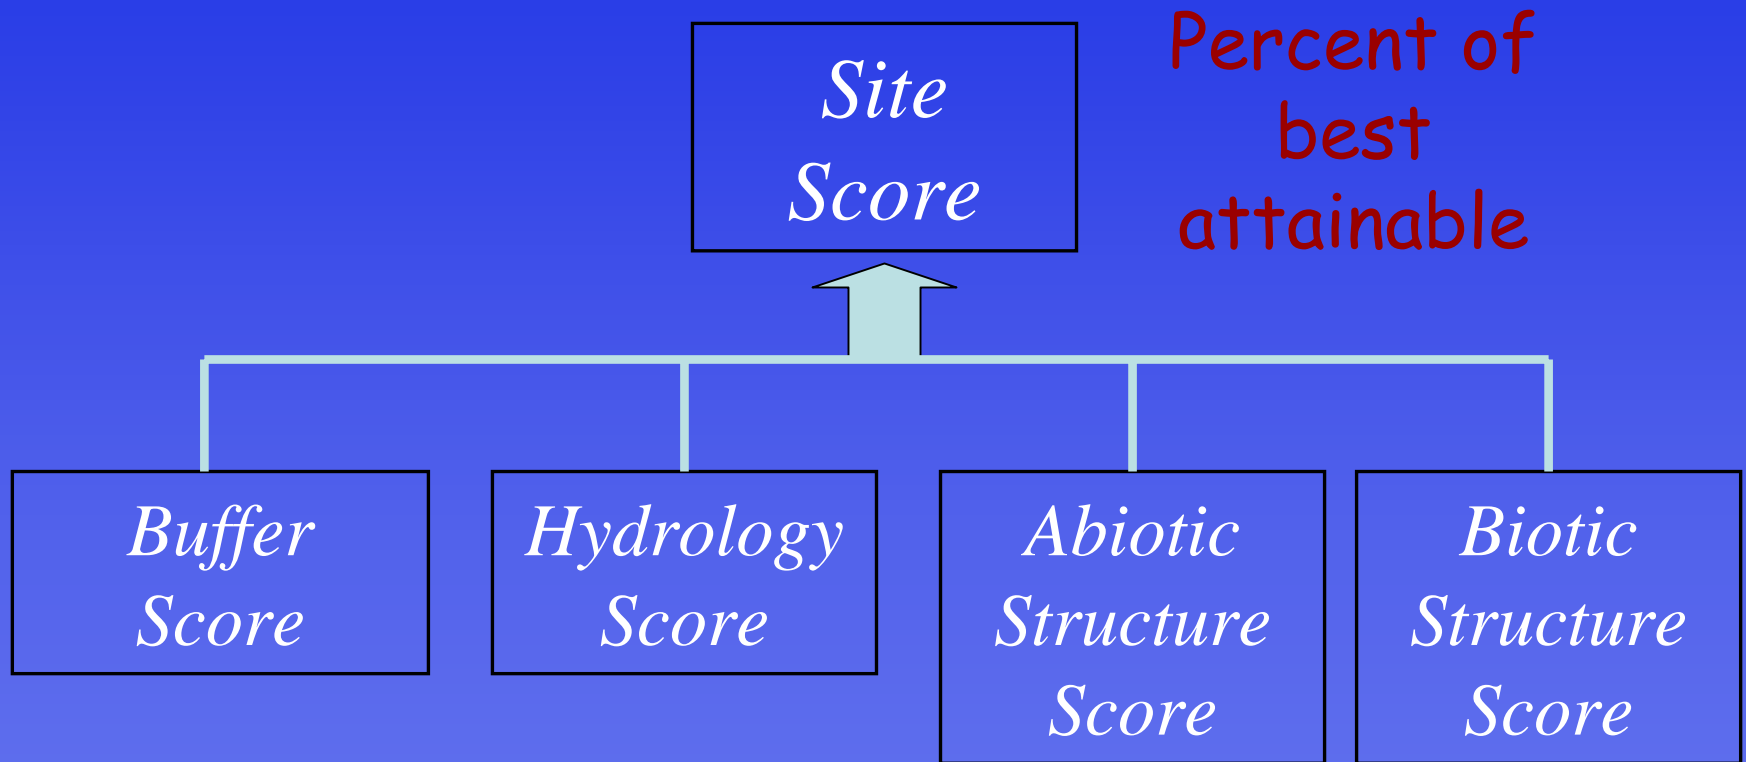 Site
Score
Percent of
best
attainable
Buffer
Score
Hydrology
Score
Abiotic
Structure
Score
Biotic
Structure
Score